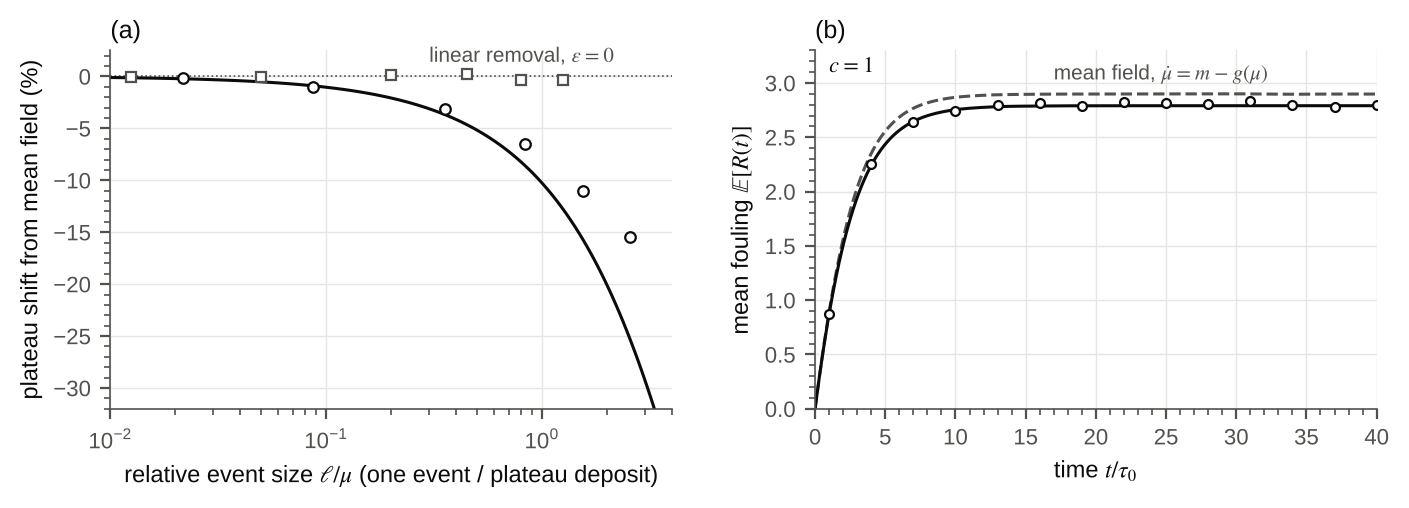 (a)
linear removal, ε = 0
0
−5
−10
−15
−20
−25
−30
plateau shift from mean field (%)
10⁻² 10⁻¹ 10⁰
relative event size ℓ/μ (one event / plateau deposit)
(b)
c = 1
mean field, μ̇ = m − g(μ)
3.0
2.5
2.0
1.5
1.0
0.5
0.0
mean fouling 𝔼[R(t)]
0 5 10 15 20 25 30 35 40
time t/τ₀